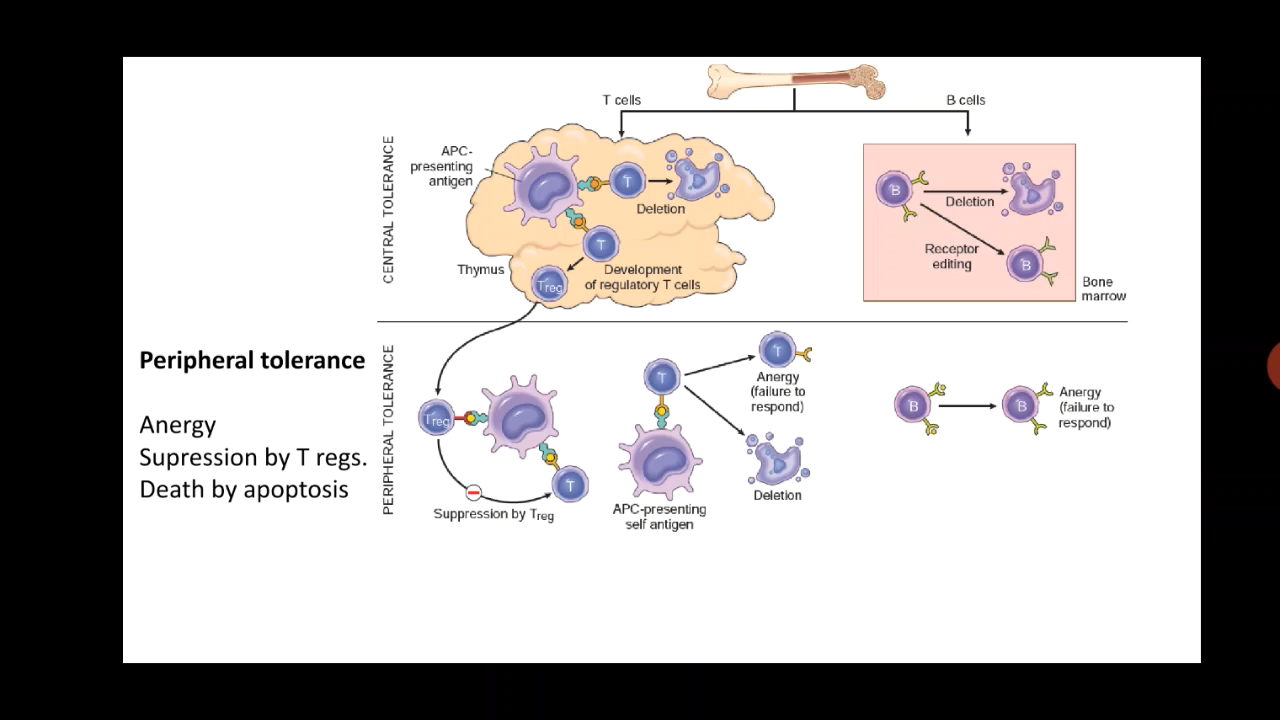 T cells
B cells
CENTRAL TOLERANCE
APC-
presenting
antigen
T
Deletion
T
Thymus
Development
of regulatory T cells
Treg
B
Deletion
Receptor
editing
B
Bone
marrow
Peripheral tolerance
Anergy
Supression by T regs.
Death by apoptosis
PERIPHERAL TOLERANCE
Treg
T
Suppression by Treg
T
APC-presenting
self antigen
T
Anergy
(failure to
respond)
Deletion
B
B
Anergy
(failure to
respond)